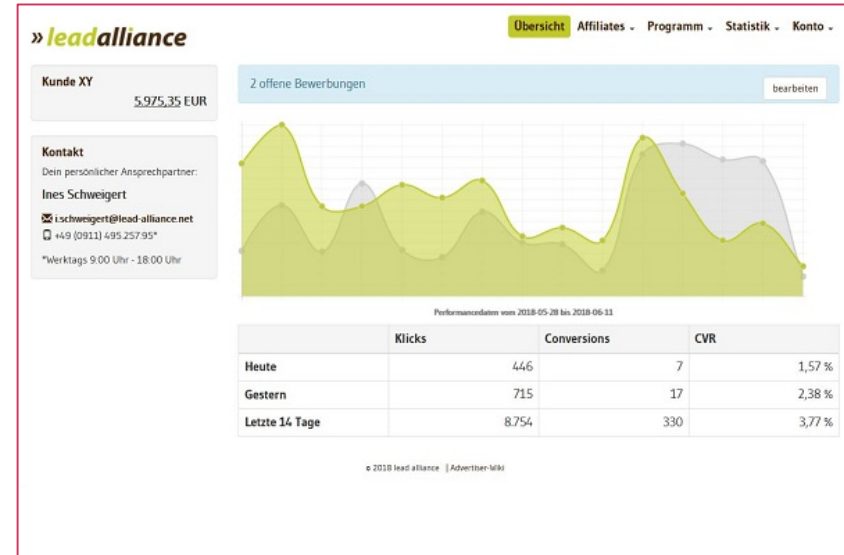 » leadalliance
Übersicht Affiliates Programm Statistik Konto
Kunde XY
5.975,35 EUR
Kontakt
Dein persönlicher Ansprechpartner:
Ines Schweigert
i.schweigert@lead-alliance.net
+49 (0911) 495.257.95*
*Werktags 9:00 Uhr - 18:00 Uhr
2 offene Bewerbungen bearbeiten
Performancedaten vom 2018-05-28 bis 2018-06-11
Klicks Conversions CVR
Heute 446 7 1,57 %
Gestern 715 17 2,38 %
Letzte 14 Tage 8.754 330 3,77 %
© 2018 lead alliance | Advertiser-Wiki